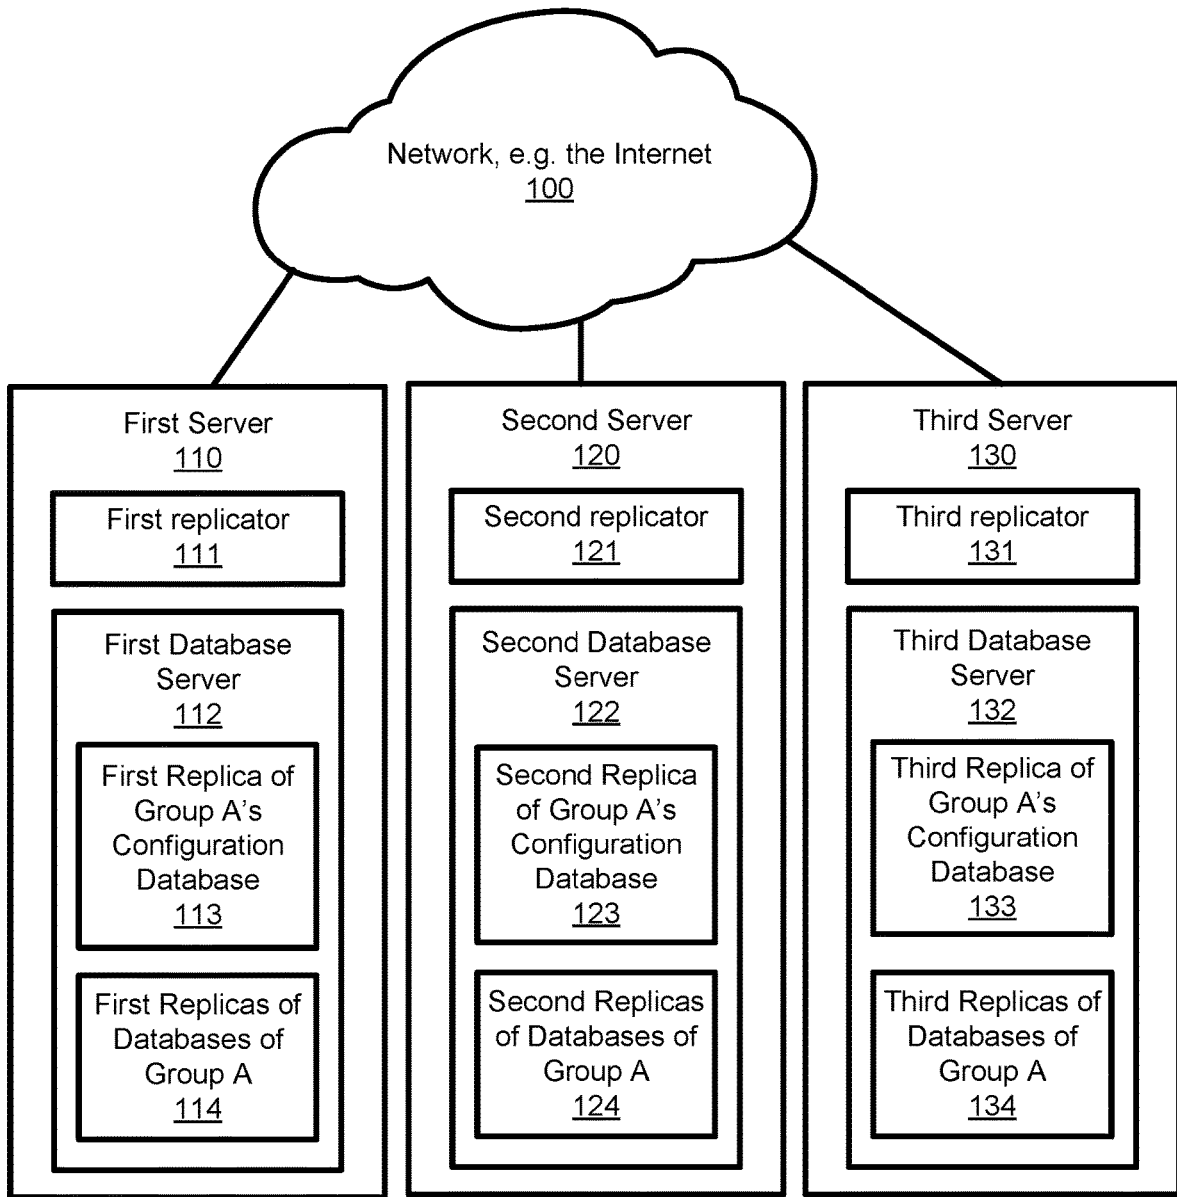 Network, e.g. the Internet
100
First Server
110
First replicator
111
First Database
Server
112
First Replica of
Group A’s
Configuration
Database
113
First Replicas of
Databases of
Group A
114
Second Server
120
Second replicator
121
Second Database
Server
122
Second Replica
of Group A’s
Configuration
Database
123
Second Replicas
of Databases of
Group A
124
Third Server
130
Third replicator
131
Third Database
Server
132
Third Replica of
Group A’s
Configuration
Database
133
Third Replicas of
Databases of
Group A
134